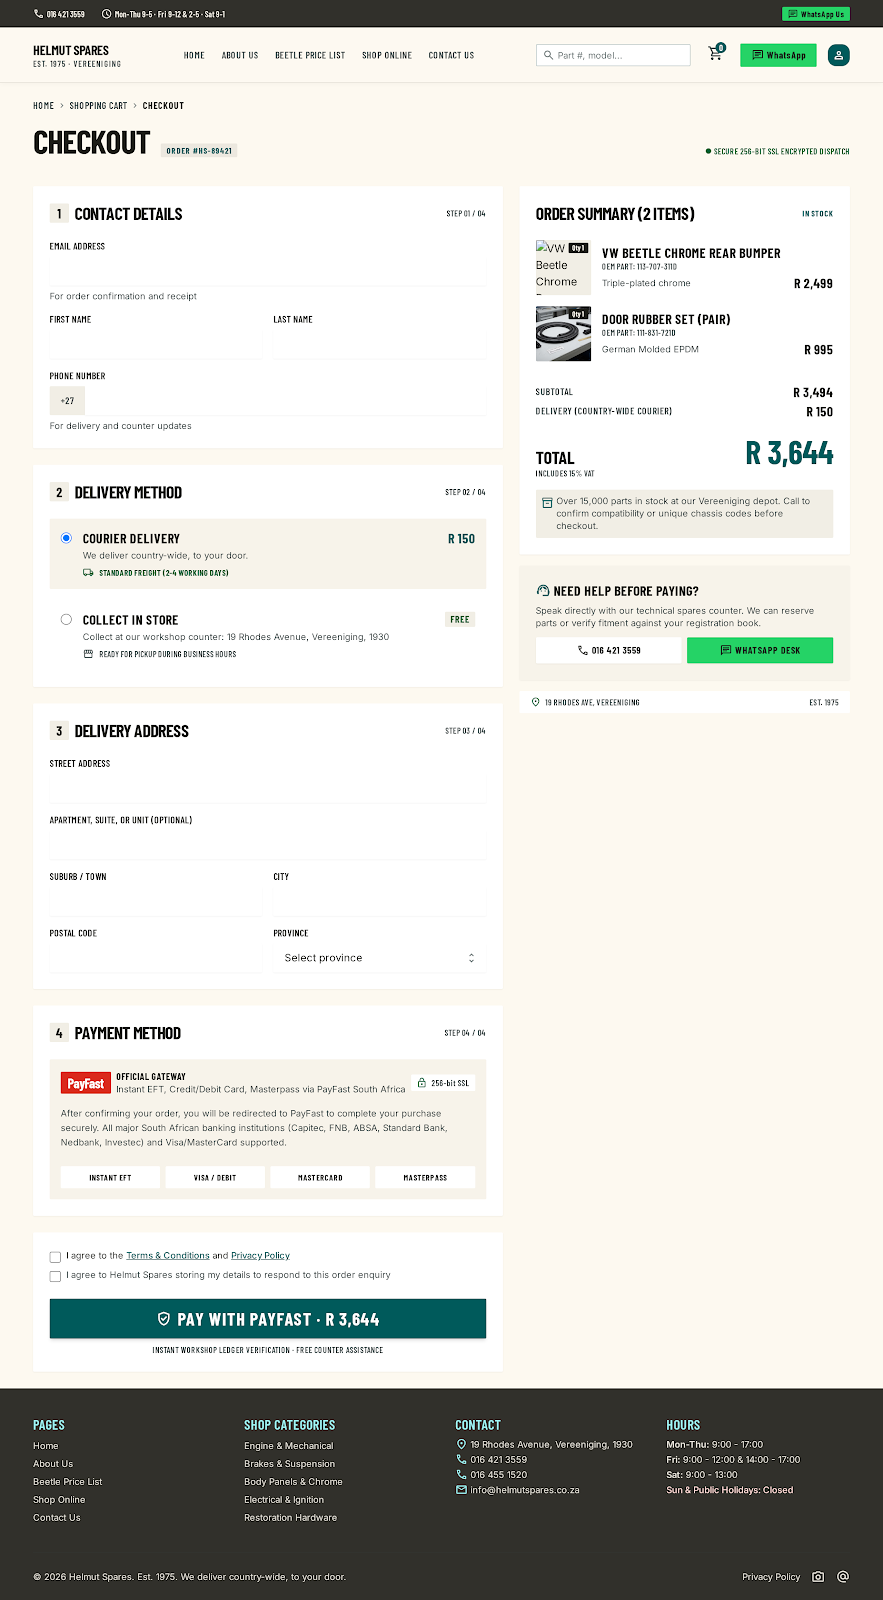 016 421 3559
Mon-Thu 9-5 · Fri 9-12 & 2-5 · Sat 9-1
WhatsApp Us
HELMUT SPARES
EST. 1975 · VEREENIGING
HOME
ABOUT US
BEETLE PRICE LIST
SHOP ONLINE
CONTACT US
Part #, model...
0
WhatsApp
HOME > SHOPPING CART > CHECKOUT
CHECKOUT
ORDER #HS-89421
SECURE 256-BIT SSL ENCRYPTED DISPATCH
1 CONTACT DETAILS
STEP 01 / 04
EMAIL ADDRESS
For order confirmation and receipt
FIRST NAME
LAST NAME
PHONE NUMBER
+27
For delivery and counter updates
2 DELIVERY METHOD
STEP 02 / 04
COURIER DELIVERY
R 150
We deliver country-wide, to your door.
STANDARD FREIGHT (2-4 WORKING DAYS)
COLLECT IN STORE
FREE
Collect at our workshop counter: 19 Rhodes Avenue, Vereeniging, 1930
READY FOR PICKUP DURING BUSINESS HOURS
3 DELIVERY ADDRESS
STEP 03 / 04
STREET ADDRESS
APARTMENT, SUITE, OR UNIT (OPTIONAL)
SUBURB / TOWN
CITY
POSTAL CODE
PROVINCE
Select province
4 PAYMENT METHOD
STEP 04 / 04
PayFast
OFFICIAL GATEWAY
Instant EFT, Credit/Debit Card, Masterpass via PayFast South Africa
256-bit SSL
After confirming your order, you will be redirected to PayFast to complete your purchase
securely. All major South African banking institutions (Capitec, FNB, ABSA, Standard Bank,
Nedbank, Investec) and Visa/MasterCard supported.
INSTANT EFT
VISA / DEBIT
MASTERCARD
MASTERPASS
I agree to the Terms & Conditions and Privacy Policy
I agree to Helmut Spares storing my details to respond to this order enquiry
PAY WITH PAYFAST · R 3,644
INSTANT WORKSHOP LEDGER VERIFICATION · FREE COUNTER ASSISTANCE
ORDER SUMMARY (2 ITEMS)
IN STOCK
VW
Beetle
Chrome
Qty 1
VW BEETLE CHROME REAR BUMPER
OEM PART: 113-707-311D
Triple-plated chrome
R 2,499
Qty 1
DOOR RUBBER SET (PAIR)
OEM PART: 111-831-721D
German Molded EPDM
R 995
SUBTOTAL
R 3,494
DELIVERY (COUNTRY-WIDE COURIER)
R 150
TOTAL
INCLUDES 15% VAT
R 3,644
Over 15,000 parts in stock at our Vereeniging depot. Call to
confirm compatibility or unique chassis codes before
checkout.
NEED HELP BEFORE PAYING?
Speak directly with our technical spares counter. We can reserve
parts or verify fitment against your registration book.
016 421 3559
WHATSAPP DESK
19 RHODES AVE, VEREENIGING
EST. 1975
PAGES
Home
About Us
Beetle Price List
Shop Online
Contact Us
SHOP CATEGORIES
Engine & Mechanical
Brakes & Suspension
Body Panels & Chrome
Electrical & Ignition
Restoration Hardware
CONTACT
19 Rhodes Avenue, Vereeniging, 1930
016 421 3559
016 455 1520
info@helmutspares.co.za
HOURS
Mon-Thu: 9:00 - 17:00
Fri: 9:00 - 12:00 & 14:00 - 17:00
Sat: 9:00 - 13:00
Sun & Public Holidays: Closed
© 2026 Helmut Spares. Est. 1975. We deliver country-wide, to your door.
Privacy Policy